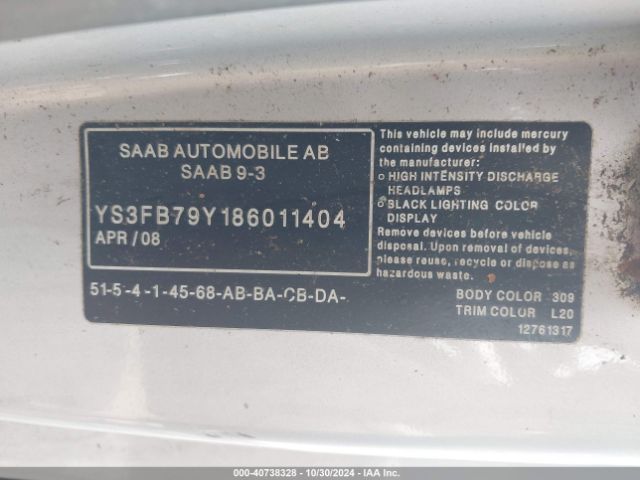 SAAB AUTOMOBILE AB
SAAB 9-3
YS3FB79Y186011404
APR / 08
51-5-4-1-45-68-AB-BA-CB-DA-
This vehicle may include mercury
containing devices installed by
the manufacturer:
o HIGH INTENSITY DISCHARGE
HEADLAMPS
o BLACK LIGHTING COLOR
DISPLAY
Remove devices before vehicle
disposal. Upon removal of devices,
please reuse, recycle or dispose as
hazardous waste.
BODY COLOR 309
TRIM COLOR L20
12761317
000-40738328 - 10/30/2024 - IAA Inc.